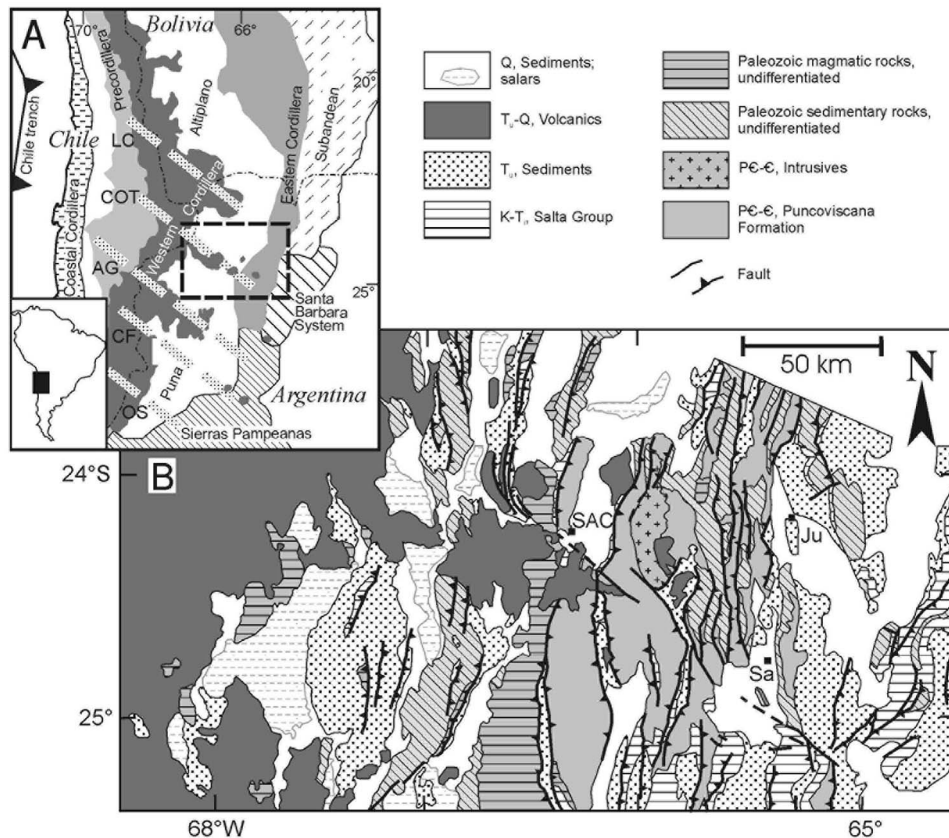 A
70°
Bolivia
66°
20°
Precordillera
Altiplano
Eastern Cordillera
Subandean
Chile trench
Chile
LC
Coastal Cordillera
COT
Western
Cordillera
AG
25°
Santa
Barbara
System
CF
Puna
OS
Argentina
Sierras Pampeanas
Q, Sediments;
salars
Paleozoic magmatic rocks,
undifferentiated
Tᵤ-Q, Volcanics
Paleozoic sedimentary rocks,
undifferentiated
Tᵤ, Sediments
P€-€, Intrusives
K-Tₗ, Salta Group
P€-€, Puncoviscana
Formation
Fault
50 km
N
24°S
B
SAC
Ju
Sa
25°
68°W
65°